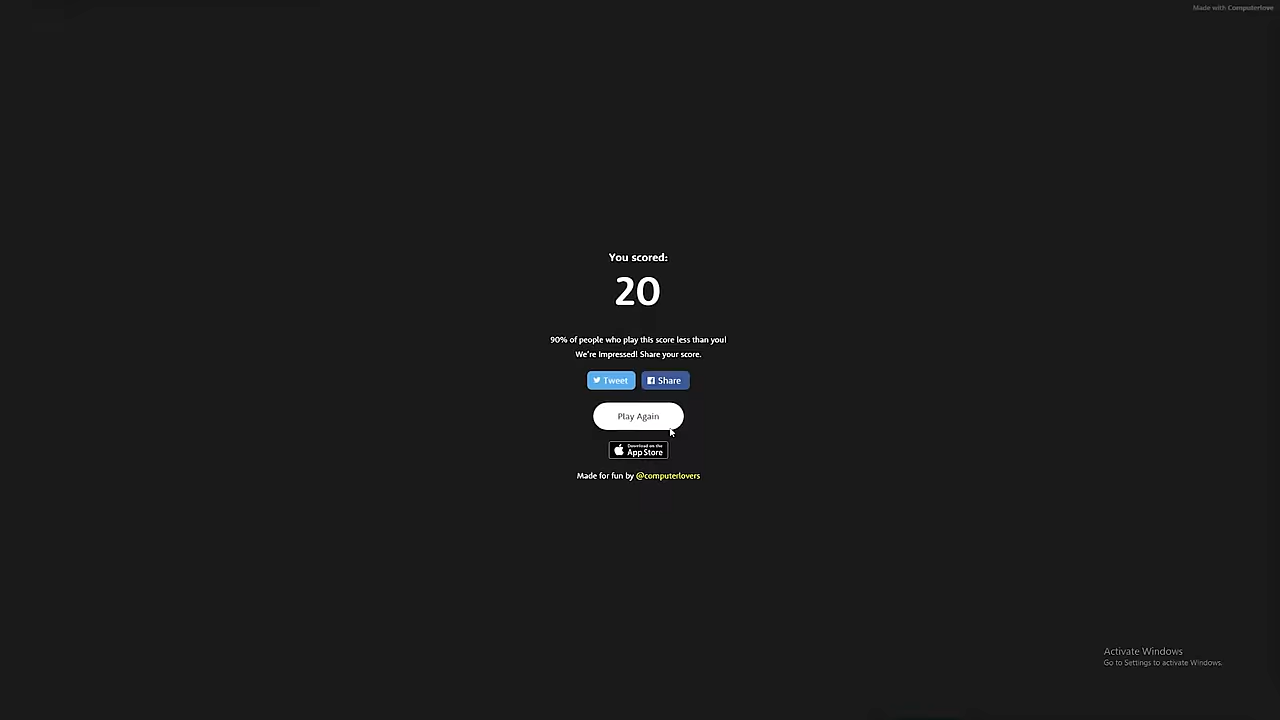 Made with Computerlove
You scored:
20
90% of people who play this score less than you!
We're impressed! Share your score.
Tweet
Share
Play Again
Download on the
App Store
Made for fun by @computerlovers
Activate Windows
Go to Settings to activate Windows.